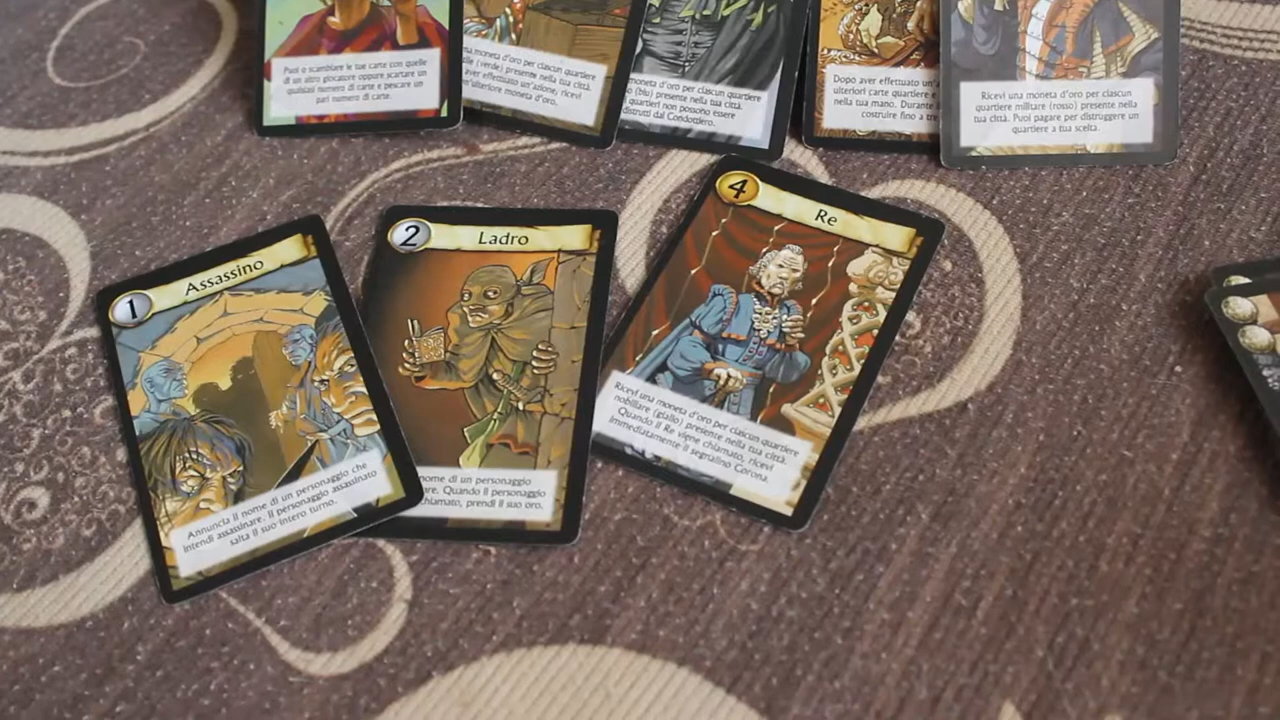 Puoi o scambiare le tue carte con quelle
di un altro giocatore oppure scartare un
qualsiasi numero di carte e pescare un
pari numero di carte.
una moneta d'oro per ciascun quartiere
(verde) presente nella tua città.
aver effettuato un'azione, ricevi
un'ulteriore moneta d'oro.
moneta d'oro per ciascun quartiere
(blu) presente nella tua città.
quartieri non possono essere
distrutti dal Condottiero.
Dopo aver effettuato un'a
ulteriori carte quartiere e
nella tua mano. Durante il
costruire fino a tre
Ricevi una moneta d'oro per ciascun
quartiere militare (rosso) presente nella
tua città. Puoi pagare per distruggere un
quartiere a tua scelta.
1
Assassino
Annuncia il nome di un personaggio che
intendi assassinare. Il personaggio assassinato
salta il suo intero turno.
2
Ladro
nome di un personaggio
are. Quando il personaggio
chiamato, prendi il suo oro.
4
Re
Ricevi una moneta d'oro per ciascun quartiere
nobiliare (giallo) presente nella tua città.
Quando il Re viene chiamato, ricevi
immediatamente il segnalino Corona.